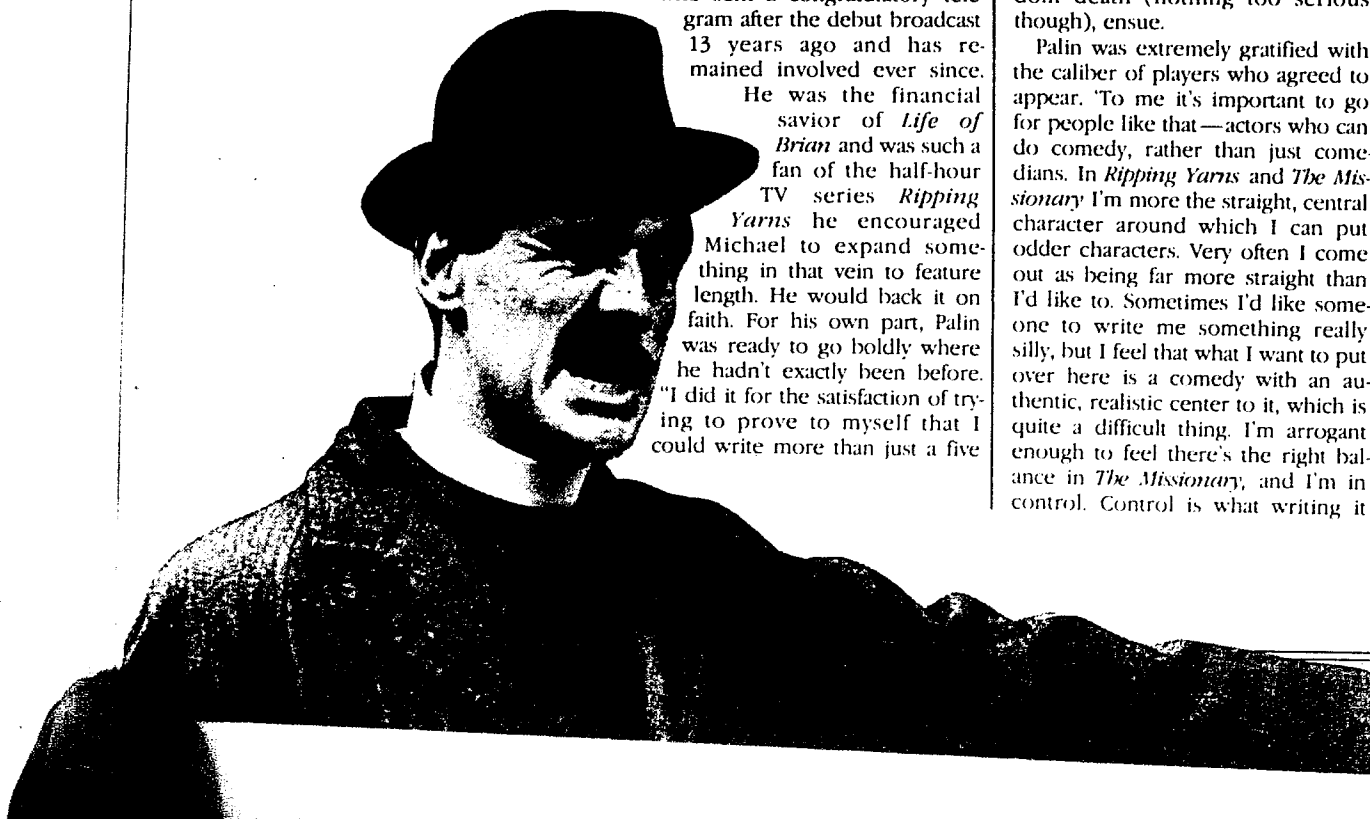 gram after the debut broadcast
13 years ago and has re-
mained involved ever since.
He was the financial
savior of Life of
Brian and was such a
fan of the half-hour
TV series Ripping
Yarns he encouraged
Michael to expand some-
thing in that vein to feature
length. He would back it on
faith. For his own part, Palin
was ready to go boldly where
he hadn't exactly been before.
"I did it for the satisfaction of try-
ing to prove to myself that I
could write more than just a five
though), ensue.
Palin was extremely gratified with
the caliber of players who agreed to
appear. 'To me it's important to go
for people like that—actors who can
do comedy, rather than just come-
dians. In Ripping Yarns and The Mis-
sionary I'm more the straight, central
character around which I can put
odder characters. Very often I come
out as being far more straight than
I'd like to. Sometimes I'd like some-
one to write me something really
silly, but I feel that what I want to put
over here is a comedy with an au-
thentic, realistic center to it, which is
quite a difficult thing. I'm arrogant
enough to feel there's the right bal-
ance in The Missionary, and I'm in
control. Control is what writing it